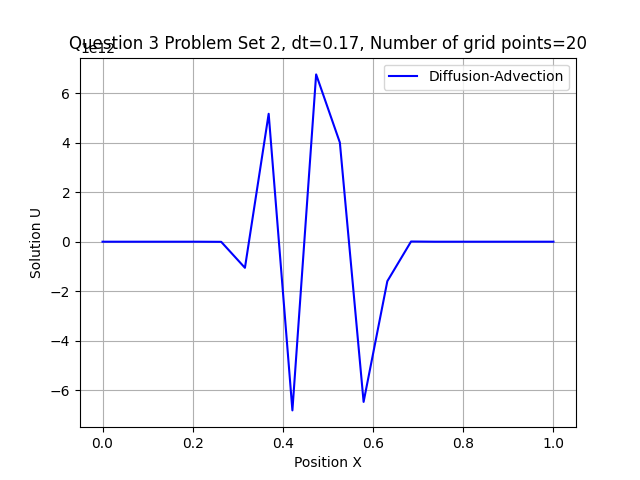 Question 3 Problem Set 2, dt=0.17, Number of grid points=20
1e12
Diffusion-Advection
6
4
2
0
−2
−4
−6
Solution U
0.0 0.2 0.4 0.6 0.8 1.0
Position X